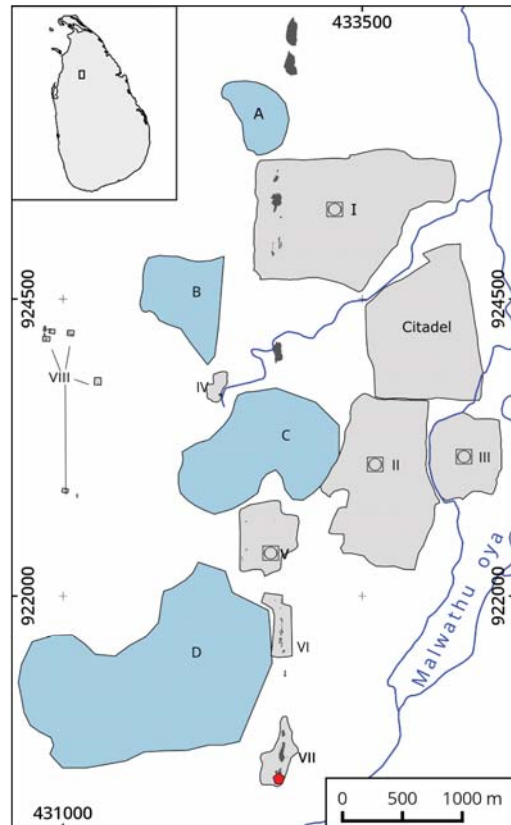 433500
A
I
B
924500
924500
Citadel
VIII
IV
C
II
III
V
922000
922000
Malwathu oya
D
VI
VII
431000
0 500 1000 m